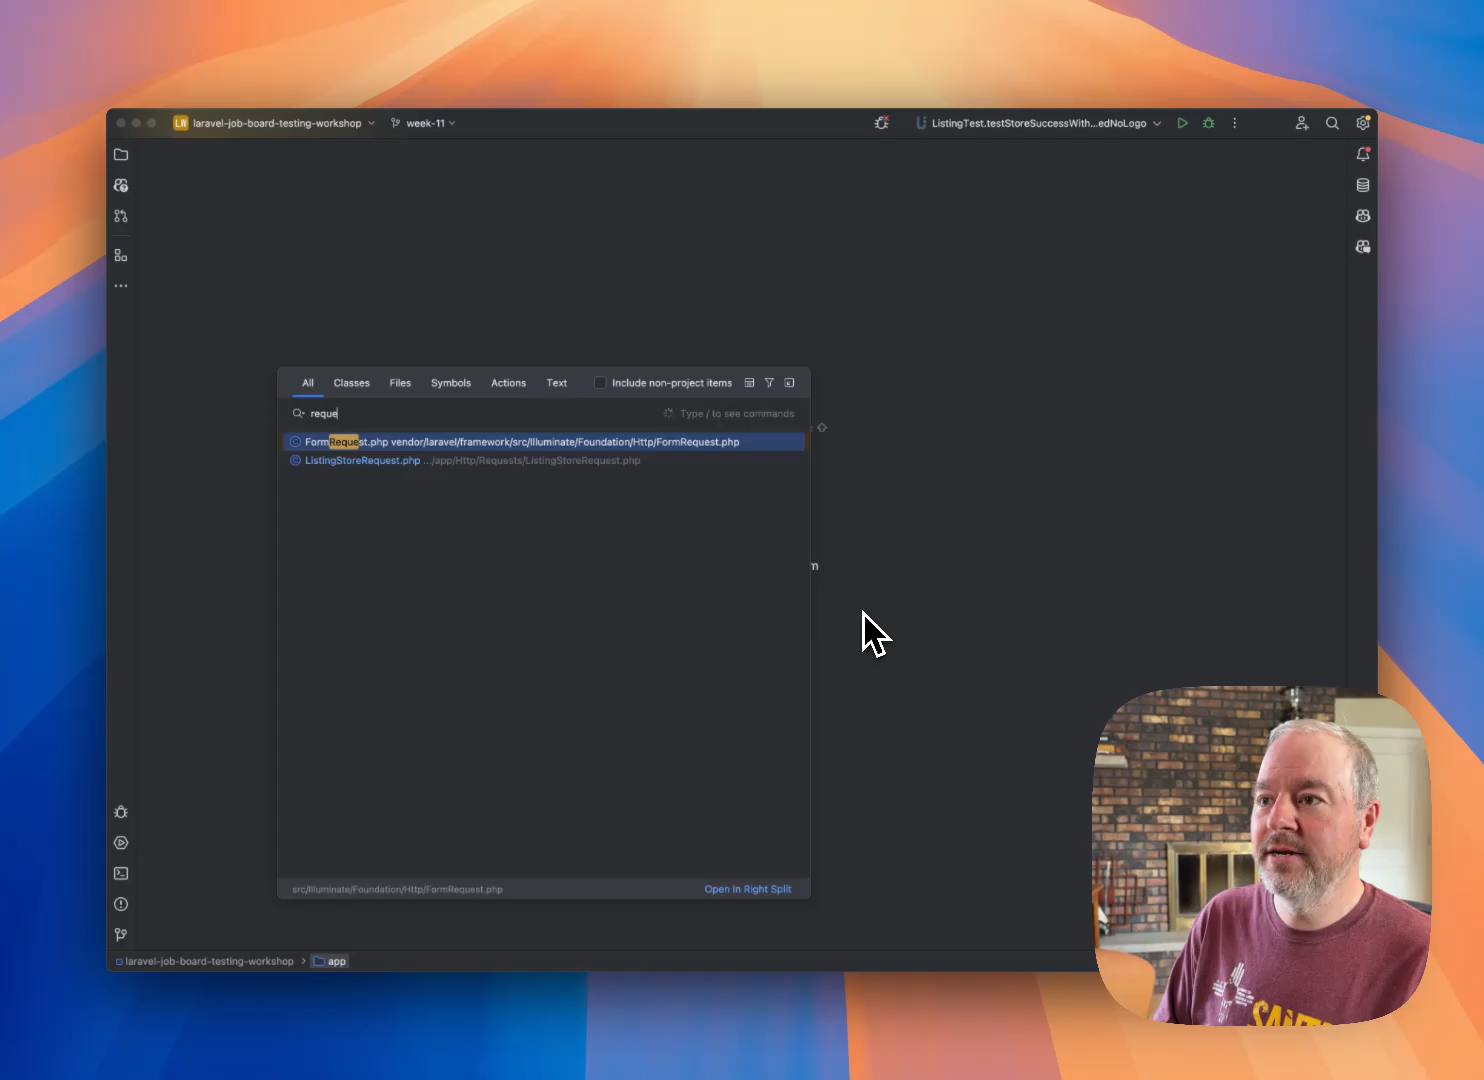 LW laravel-job-board-testing-workshop week-11 ListingTest.testStoreSuccessWith...edNoLogo
All Classes Files Symbols Actions Text Include non-project items
reque Type / to see commands
FormRequest.php vendor/laravel/framework/src/Illuminate/Foundation/Http/FormRequest.php
ListingStoreRequest.php .../app/Http/Requests/ListingStoreRequest.php
m
src/Illuminate/Foundation/Http/FormRequest.php Open In Right Split
laravel-job-board-testing-workshop > app